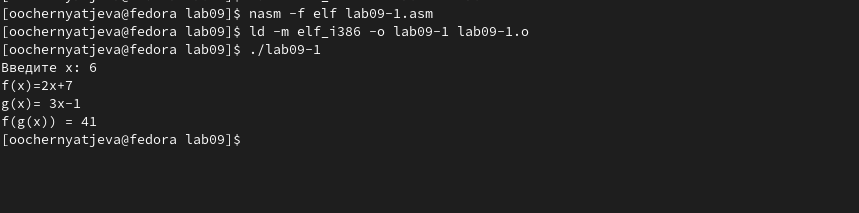 [oochernyatjeva@fedora lab09]$ nasm -f elf lab09-1.asm
[oochernyatjeva@fedora lab09]$ ld -m elf_i386 -o lab09-1 lab09-1.o
[oochernyatjeva@fedora lab09]$ ./lab09-1
Введите x: 6
f(x)=2x+7
g(x)= 3x-1
f(g(x)) = 41
[oochernyatjeva@fedora lab09]$